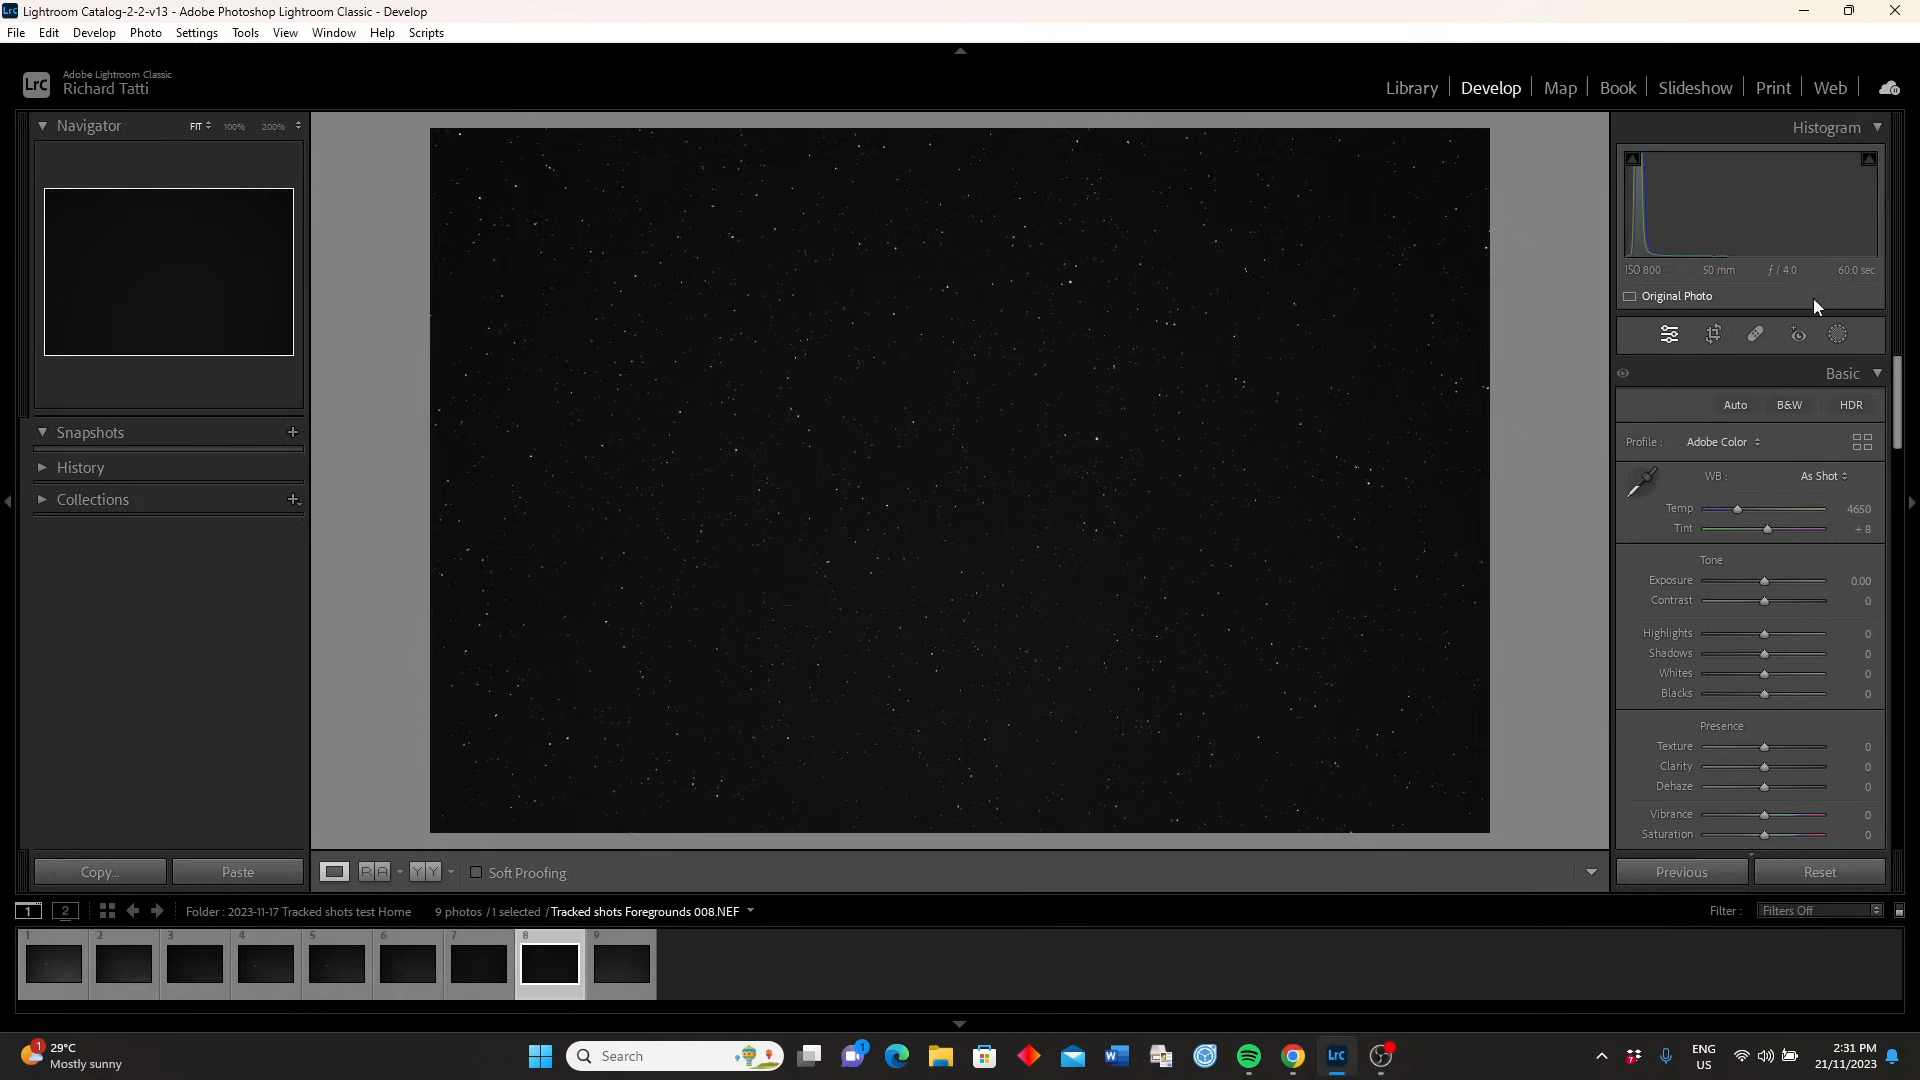 Lightroom Catalog-2-2-v13 - Adobe Photoshop Lightroom Classic - Develop
File Edit Develop Photo Settings Tools View Window Help Scripts
LrC Adobe Lightroom Classic
Richard Tatti
Library Develop Map Book Slideshow Print Web
Navigator FIT 100% 200%
Histogram
ISO 800 50 mm ƒ / 4.0 60.0 sec
Original Photo
Basic
Auto B&W HDR
Profile : Adobe Color
WB : As Shot
Temp 4650
Tint + 8
Tone
Exposure 0.00
Contrast 0
Highlights 0
Shadows 0
Whites 0
Blacks 0
Presence
Texture 0
Clarity 0
Dehaze 0
Vibrance 0
Saturation 0
Snapshots
History
Collections
Copy... Paste
R A Y Y Soft Proofing
Previous Reset
1 2 Folder : 2023-11-17 Tracked shots test Home 9 photos / 1 selected / Tracked shots Foregrounds 008.NEF
Filter : Filters Off
1 2 3 4 5 6 7 8 9
1 29°C
Mostly sunny
Search
1
W
LrC
7
ENG
US
2:31 PM
21/11/2023